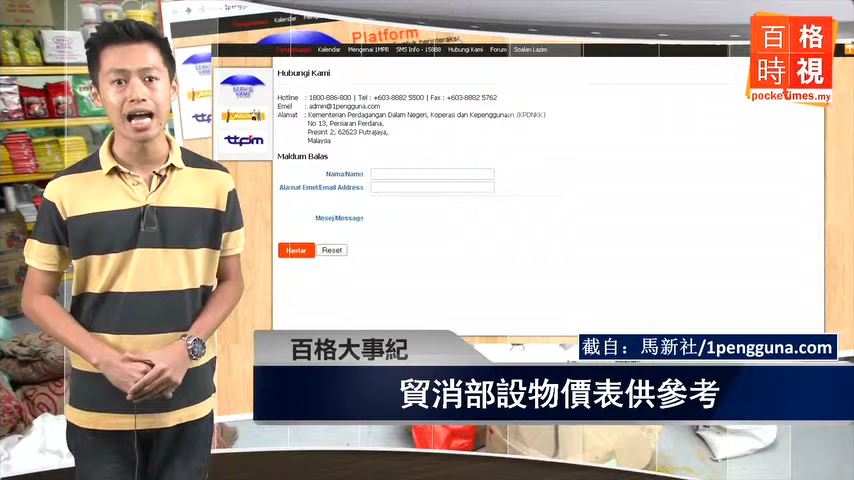 Platform
Kalendar
Pengenalan Kalendar Mengenai 1MPB SMS Info - 15888 Hubungi Kami Forum Soalan Lazim
百格
時視
pocketimes.my
Hubungi Kami
Hotline : 1800-886-800 | Tel : +603-8882 5500 | Fax : +603-8882 5762
Emel : admin@1pengguna.com
Alamat : Kementerian Perdagangan Dalam Negeri, Koperasi dan Kepenggunaan (KPDNKK)
No 13, Persiaran Perdana,
Presint 2, 62623 Putrajaya,
Malaysia
Maklum Balas
Nama/Name
Alamat Emel/Email Address
Mesej/Message
Hantar Reset
百格大事紀
截自：馬新社/1pengguna.com
貿消部設物價表供參考